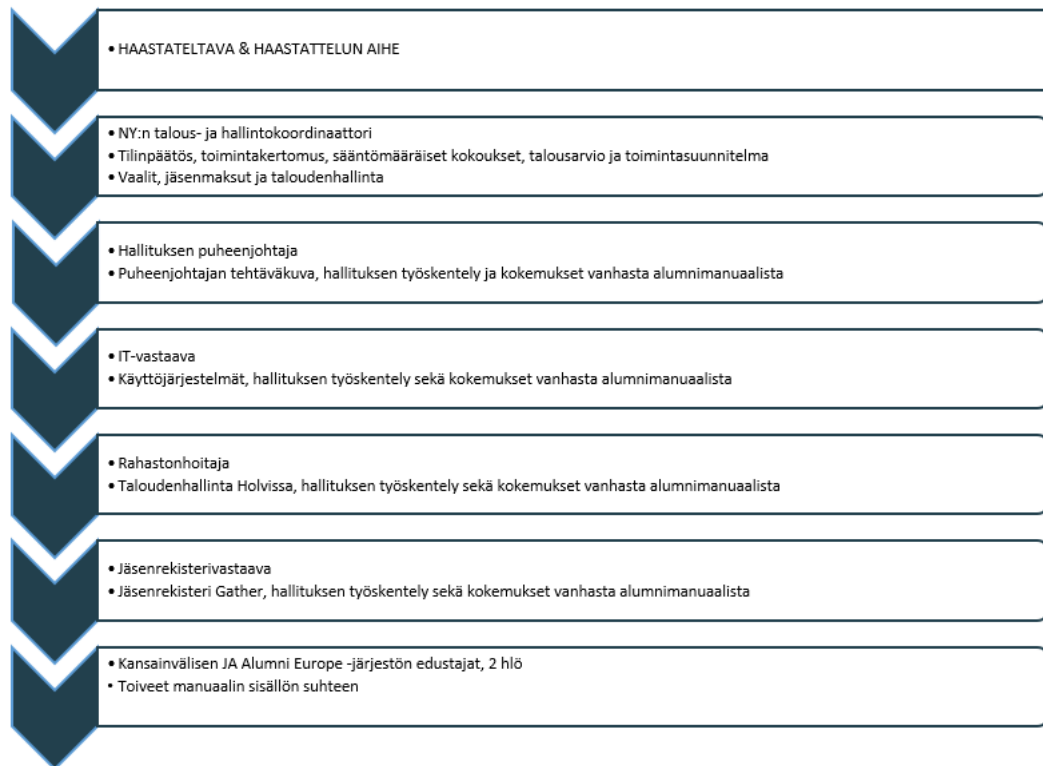 • HAASTATELTAVA & HAASTATTELUN AIHE
• NY:n talous- ja hallintokoordinaattori
• Tilinpäätös, toimintakertomus, sääntömääräiset kokoukset, talousarvio ja toimintasuunnitelma
• Vaalit, jäsenmaksut ja taloudenhallinta
• Hallituksen puheenjohtaja
• Puheenjohtajan tehtäväkuva, hallituksen työskentely ja kokemukset vanhasta alumnimanuaalista
• IT-vastaava
• Käyttöjärjestelmät, hallituksen työskentely sekä kokemukset vanhasta alumnimanuaalista
• Rahastonhoitaja
• Taloudenhallinta Holvissa, hallituksen työskentely sekä kokemukset vanhasta alumnimanuaalista
• Jäsenrekisterivastaava
• Jäsenrekisteri Gather, hallituksen työskentely sekä kokemukset vanhasta alumnimanuaalista
• Kansainvälisen JA Alumni Europe -järjestön edustajat, 2 hlö
• Toiveet manuaalin sisällön suhteen